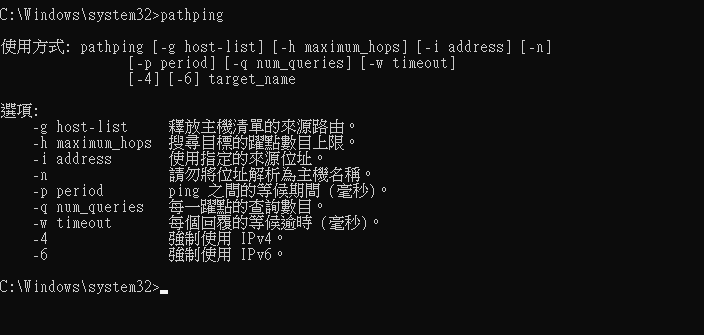 C:\Windows\system32>pathping
使用方式: pathping [-g host-list] [-h maximum_hops] [-i address] [-n]
[-p period] [-q num_queries] [-w timeout]
[-4] [-6] target_name
選項:
-g host-list 釋放主機清單的來源路由。
-h maximum_hops 搜尋目標的躍點數目上限。
-i address 使用指定的來源位址。
-n 請勿將位址解析為主機名稱。
-p period ping 之間的等候期間 (毫秒)。
-q num_queries 每一躍點的查詢數目。
-w timeout 每個回覆的等候逾時 (毫秒)。
-4 強制使用 IPv4。
-6 強制使用 IPv6。
C:\Windows\system32>